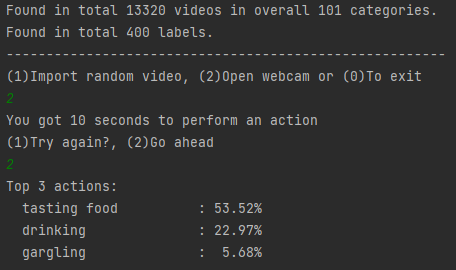 Found in total 13320 videos in overall 101 categories.
Found in total 400 labels.
-------------------------------------------------------
(1)Import random video, (2)Open webcam or (0)To exit
2
You got 10 seconds to perform an action
(1)Try again?, (2)Go ahead
2
Top 3 actions:
  tasting food          : 53.52%
  drinking              : 22.97%
  gargling              :  5.68%